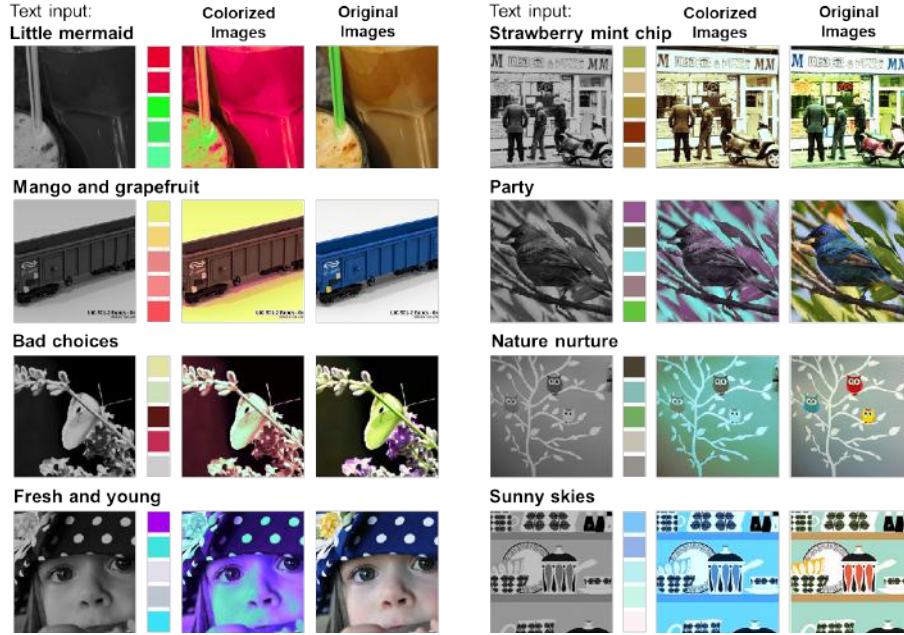 Text input:
Little mermaid
Colorized
Images
Original
Images
Mango and grapefruit
Bad choices
Fresh and young
Text input:
Strawberry mint chip
Colorized
Images
Original
Images
Party
Nature nurture
Sunny skies